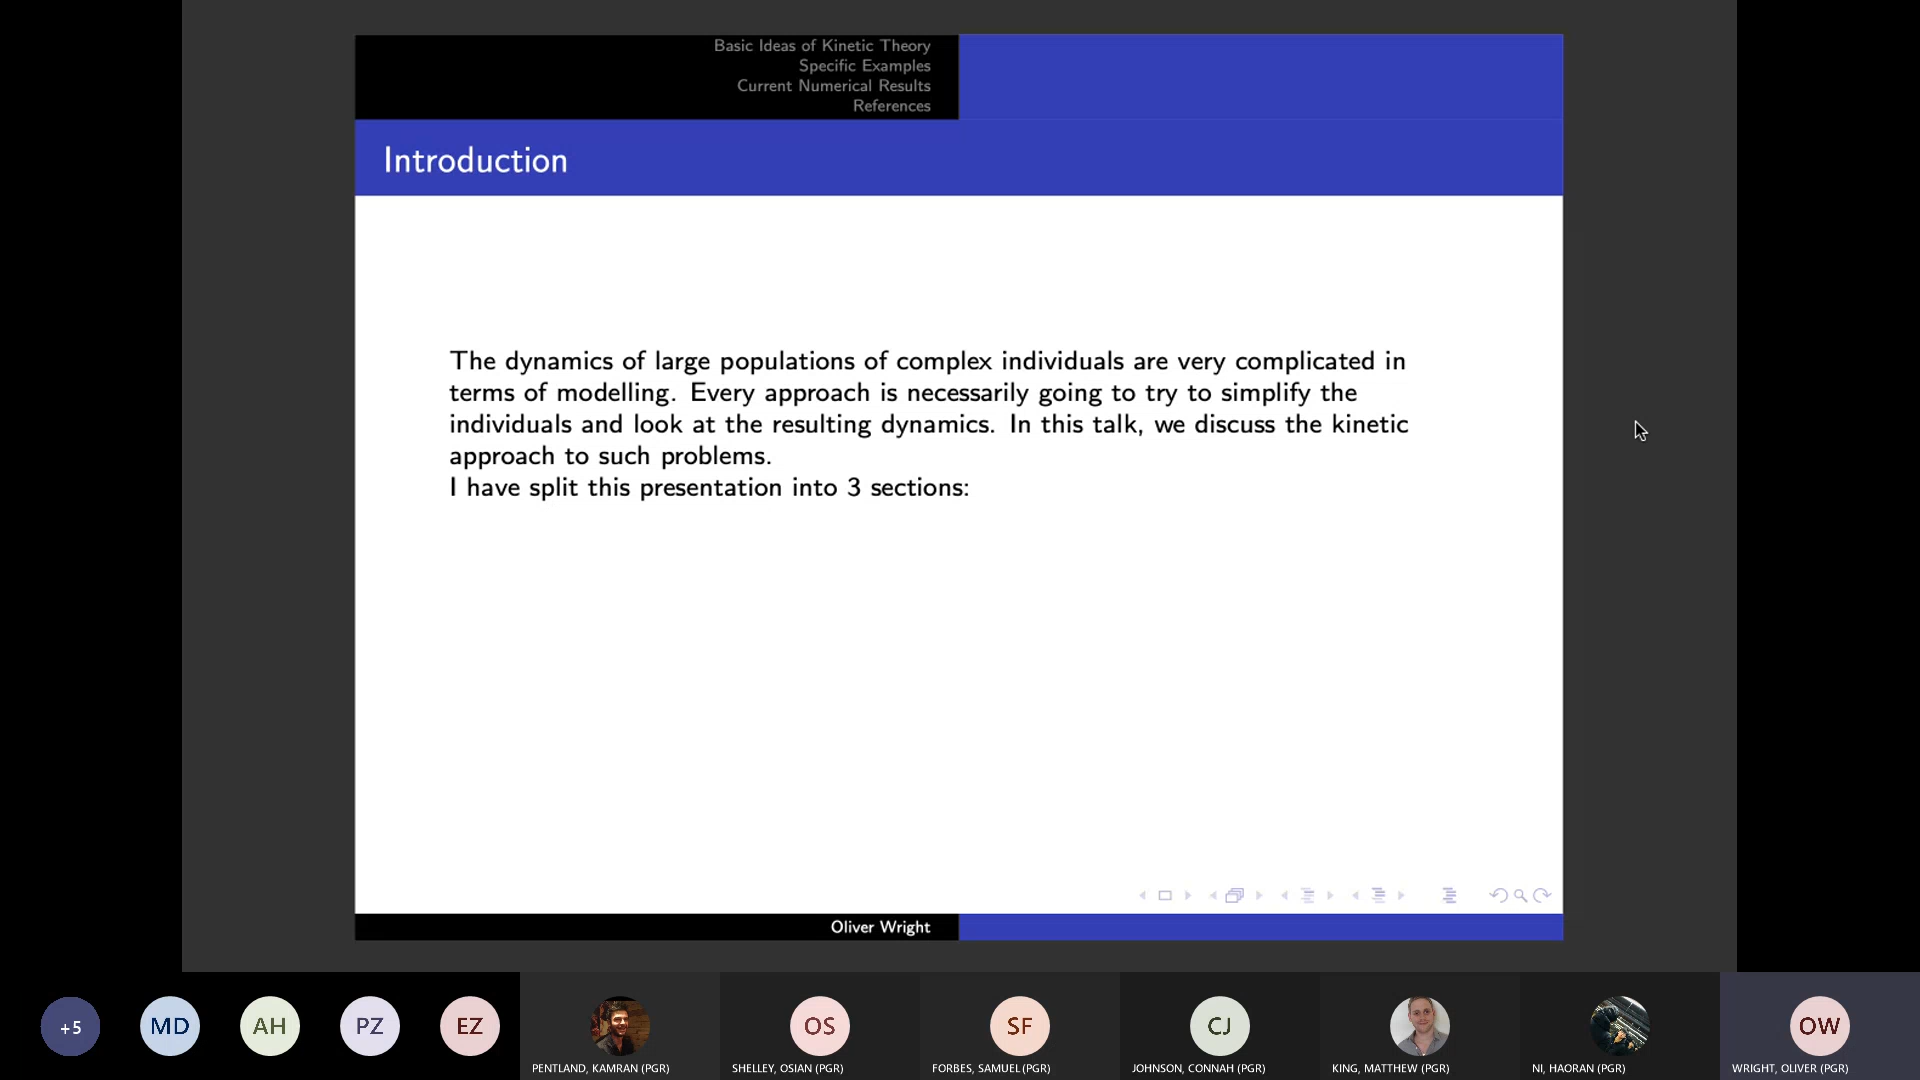 Basic Ideas of Kinetic Theory
Specific Examples
Current Numerical Results
References
Introduction
The dynamics of large populations of complex individuals are very complicated in
terms of modelling. Every approach is necessarily going to try to simplify the
individuals and look at the resulting dynamics. In this talk, we discuss the kinetic
approach to such problems.
I have split this presentation into 3 sections:
Oliver Wright
+5
MD
AH
PZ
EZ
OS
SF
CJ
OW
PENTLAND, KAMRAN (PGR)
SHELLEY, OSIAN (PGR)
FORBES, SAMUEL (PGR)
JOHNSON, CONNAH (PGR)
KING, MATTHEW (PGR)
NI, HAORAN (PGR)
WRIGHT, OLIVER (PGR)